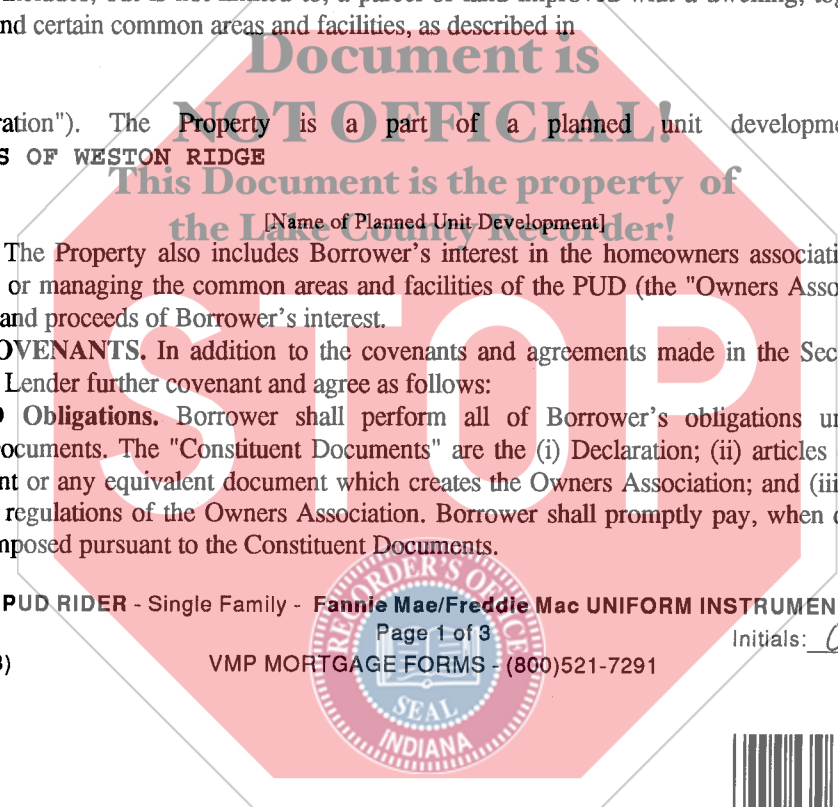 includes, but is not limited to, a parcel of land improved with a dwelling,
nd certain common areas and facilities, as described in
Document is
ration"). The Property is a part of a planned unit developme
NOT OFFICIAL!
S OF WESTON RIDGE
This Document is the property of
the Lake County Recorder!
[Name of Planned Unit Development]
The Property also includes Borrower's interest in the homeowners associati
or managing the common areas and facilities of the PUD (the "Owners Asso
and proceeds of Borrower's interest.
OVENANTS. In addition to the covenants and agreements made in the Sec
Lender further covenant and agree as follows:
STOP
D Obligations. Borrower shall perform all of Borrower's obligations un
ocuments. The "Constituent Documents" are the (i) Declaration; (ii) articles
nt or any equivalent document which creates the Owners Association; and (iii
regulations of the Owners Association. Borrower shall promptly pay, when
mposed pursuant to the Constituent Documents.
RECORDER'S OFFICE
PUD RIDER - Single Family - Fannie Mae/Freddie Mac UNIFORM INSTRUMEN
Page 1 of 3
Initials:
VMP MORTGAGE FORMS - (800)521-7291
SEAL
INDIANA